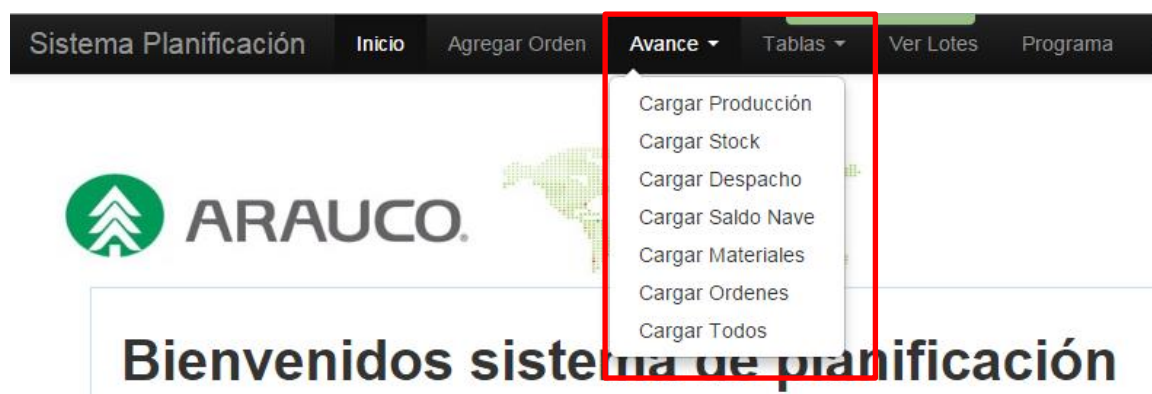 Sistema Planificación Inicio Agregar Orden Avance Tablas Ver Lotes Programa
Cargar Producción
Cargar Stock
Cargar Despacho
Cargar Saldo Nave
Cargar Materiales
Cargar Ordenes
Cargar Todos
ARAUCO.
Bienvenidos sistema de planificación